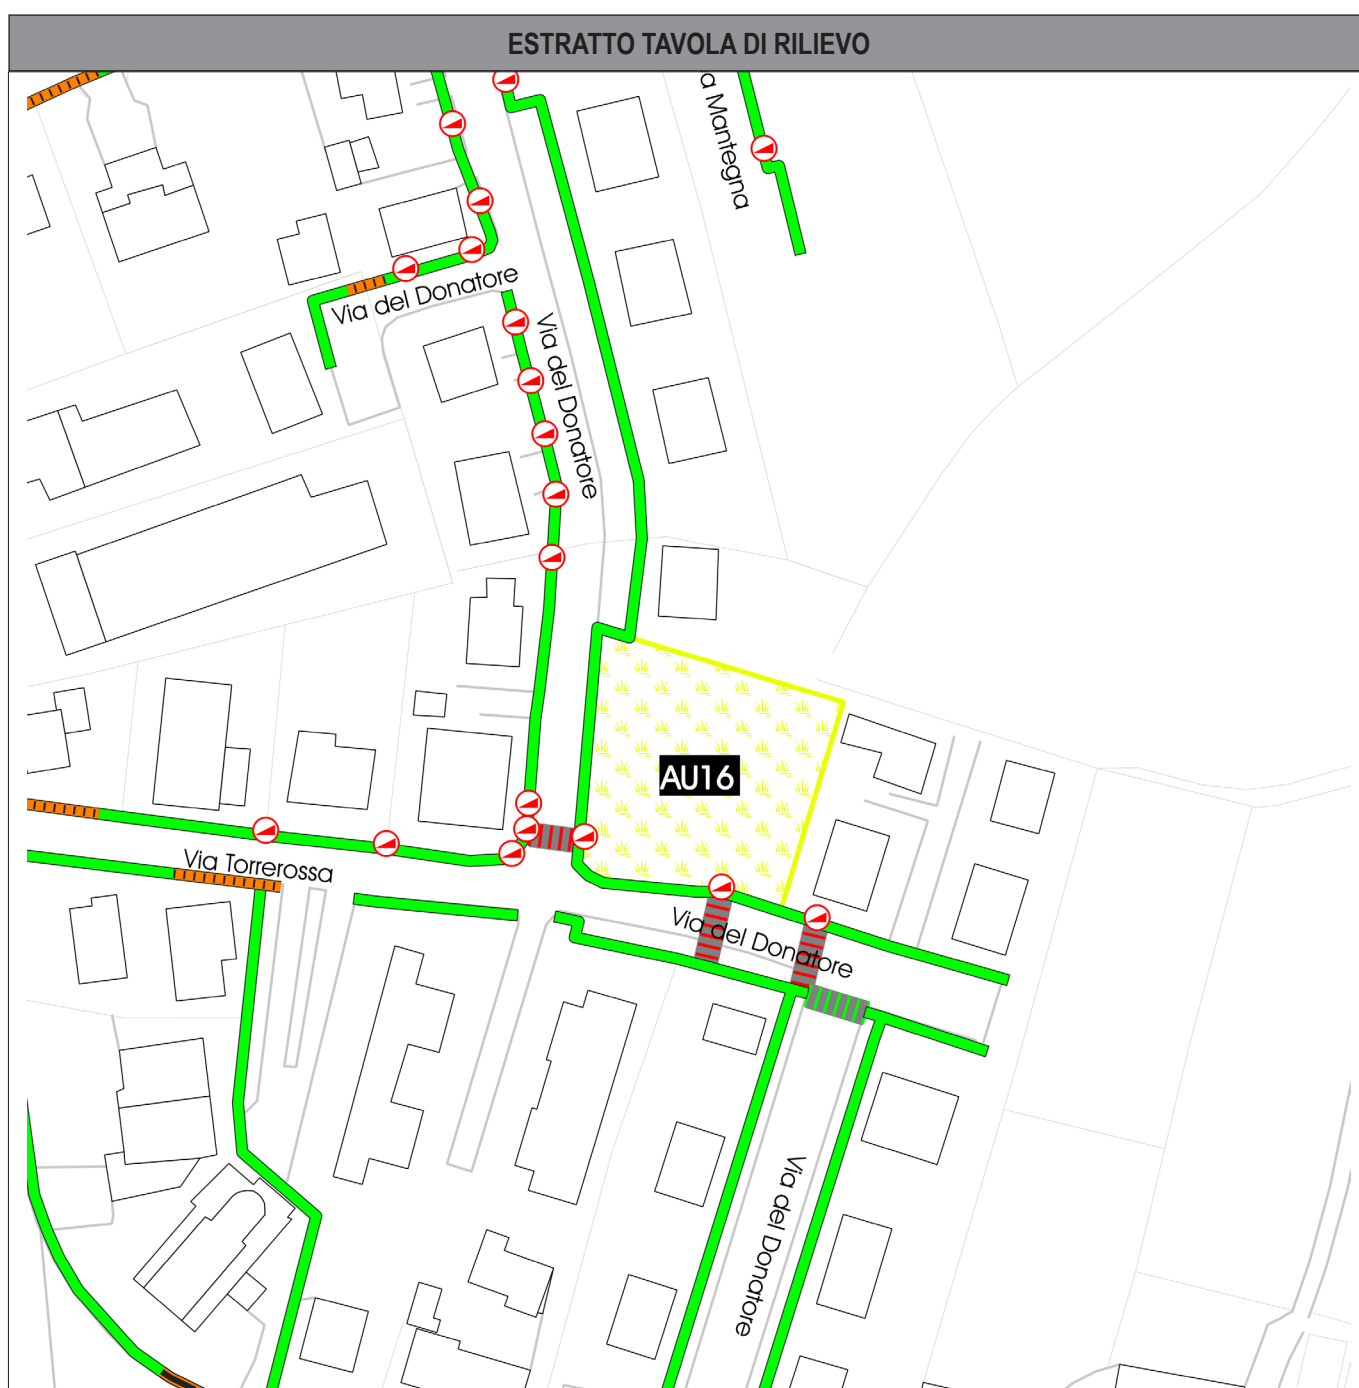 ESTRATTO TAVOLA DI RILIEVO
a Mantegna
Via del Donatore
Via del Donatore
AU16
Via Torrerossa
Via del Donatore
Via del Donatore